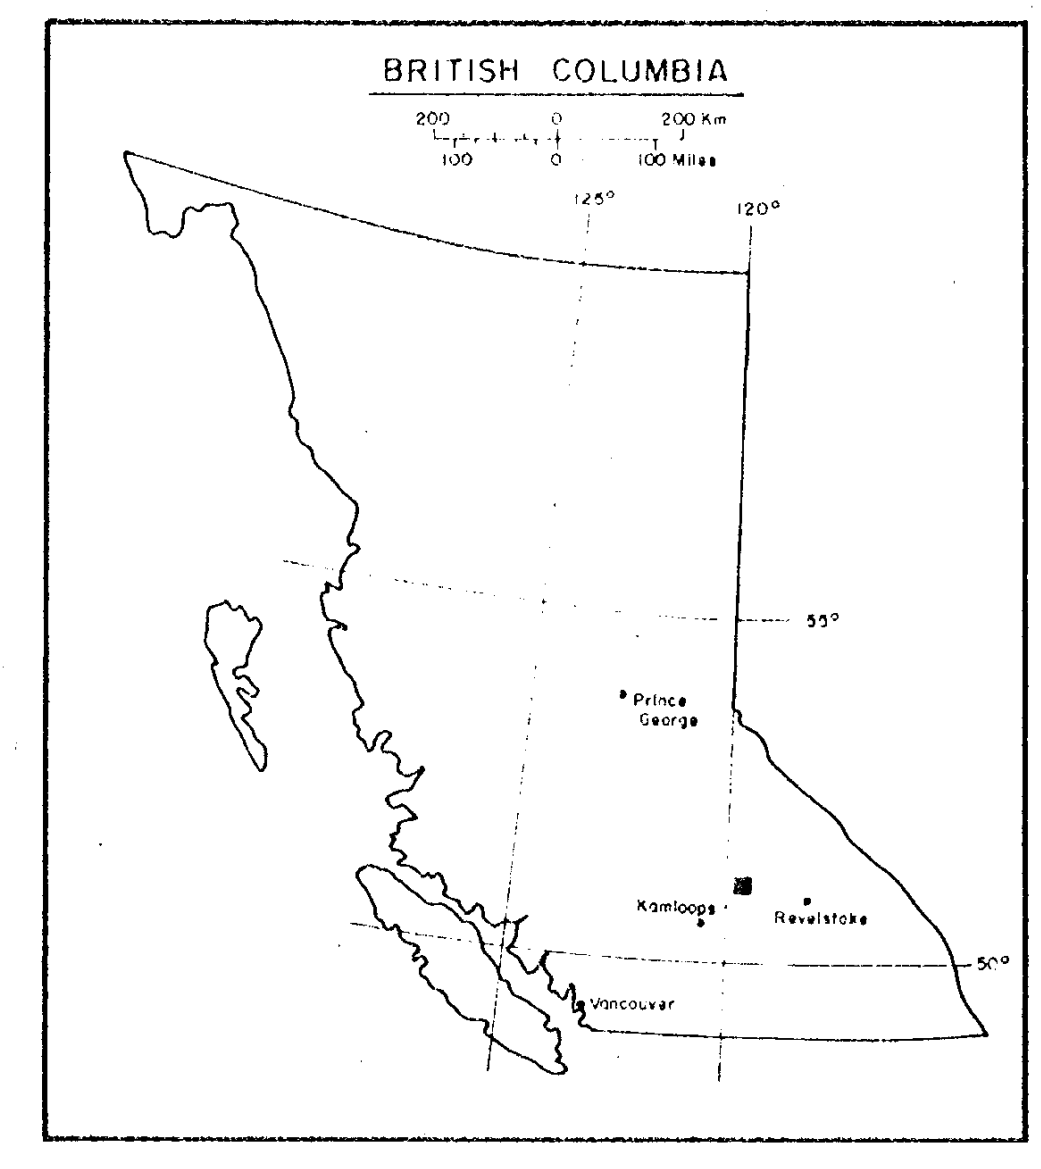 BRITISH COLUMBIA
200 0 200 Km
100 0 100 Miles
125°
120°
55°
Prince
George
Kamloops
Revelstoke
50°
Vancouver